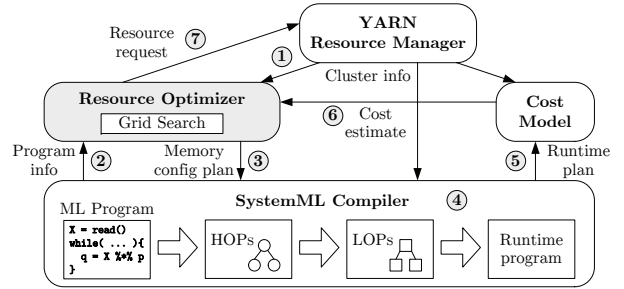 YARN
Resource Manager
Resource
request
7
1
Cluster info
Resource Optimizer
Grid Search
6
Cost
estimate
Cost
Model
Program
info
2
Memory
config plan
3
5
Runtime
plan
SystemML Compiler
4
ML Program
X = read()
while( ... ){
q = X %*% p
}
HOPs
LOPs
Runtime
program